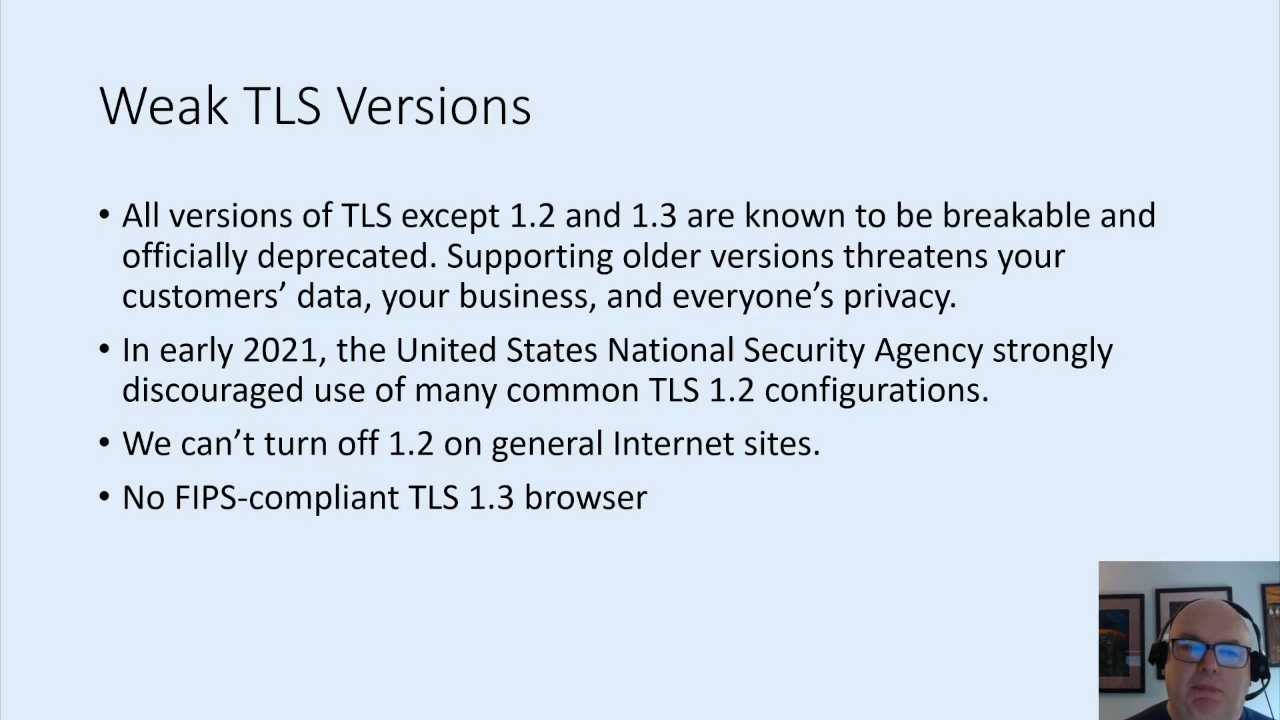 Weak TLS Versions
• All versions of TLS except 1.2 and 1.3 are known to be breakable and
officially deprecated. Supporting older versions threatens your
customers’ data, your business, and everyone’s privacy.
• In early 2021, the United States National Security Agency strongly
discouraged use of many common TLS 1.2 configurations.
• We can’t turn off 1.2 on general Internet sites.
• No FIPS-compliant TLS 1.3 browser